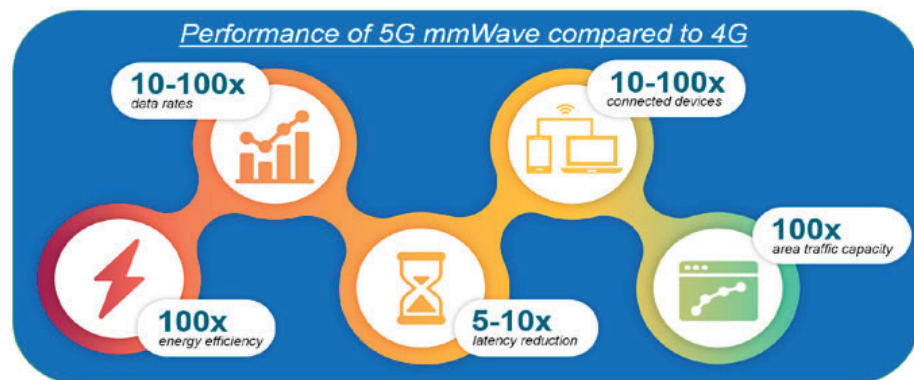 Performance of 5G mmWave compared to 4G
10-100x
data rates
10-100x
connected devices
100x
area traffic capacity
100x
energy efficiency
5-10x
latency reduction